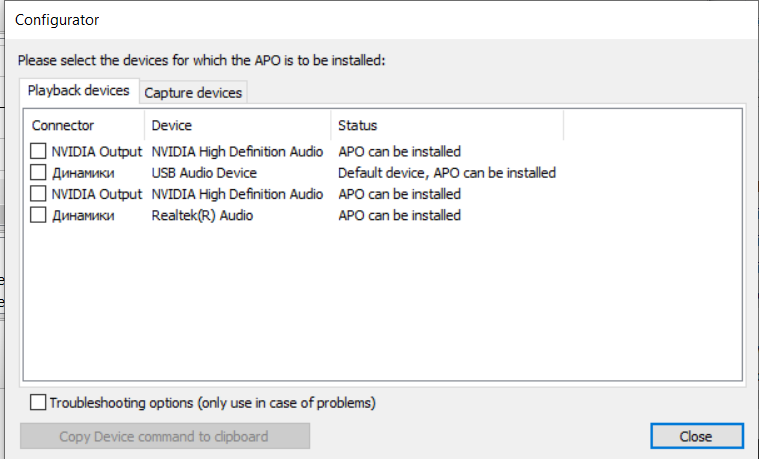 Configurator
Please select the devices for which the APO is to be installed:
Playback devices Capture devices
Connector Device Status
NVIDIA Output NVIDIA High Definition Audio APO can be installed
Динамики USB Audio Device Default device, APO can be installed
NVIDIA Output NVIDIA High Definition Audio APO can be installed
Динамики Realtek(R) Audio APO can be installed
Troubleshooting options (only use in case of problems)
Copy Device command to clipboard Close